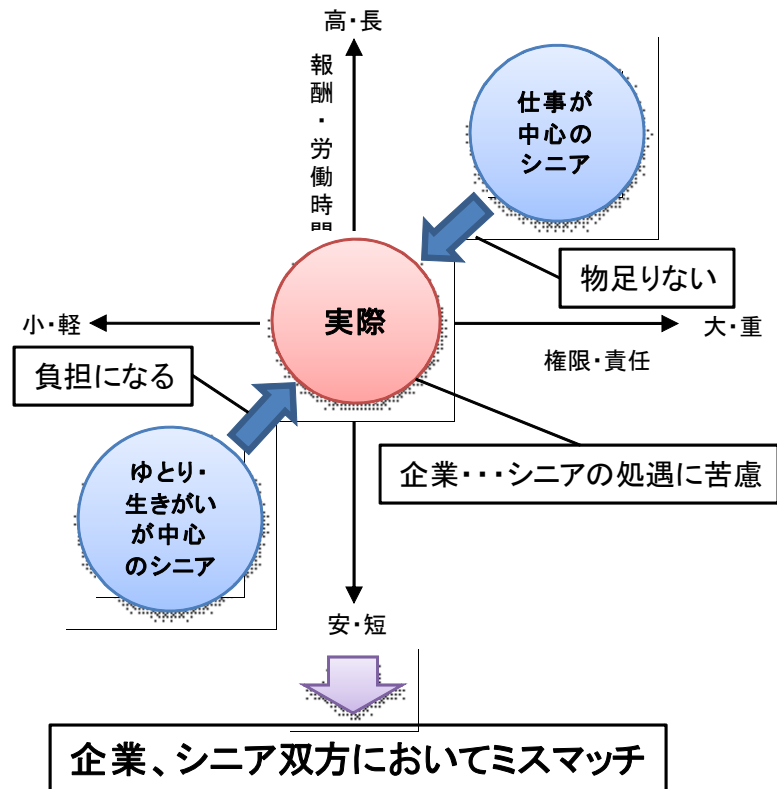 高・長
報酬・労働時間
仕事が
中心の
シニア
物足りない
実際
小・軽
大・重
権限・責任
負担になる
企業・・・シニアの処遇に苦慮
ゆとり・
生きがい
が中心
のシニア
安・短
企業、シニア双方においてミスマッチ